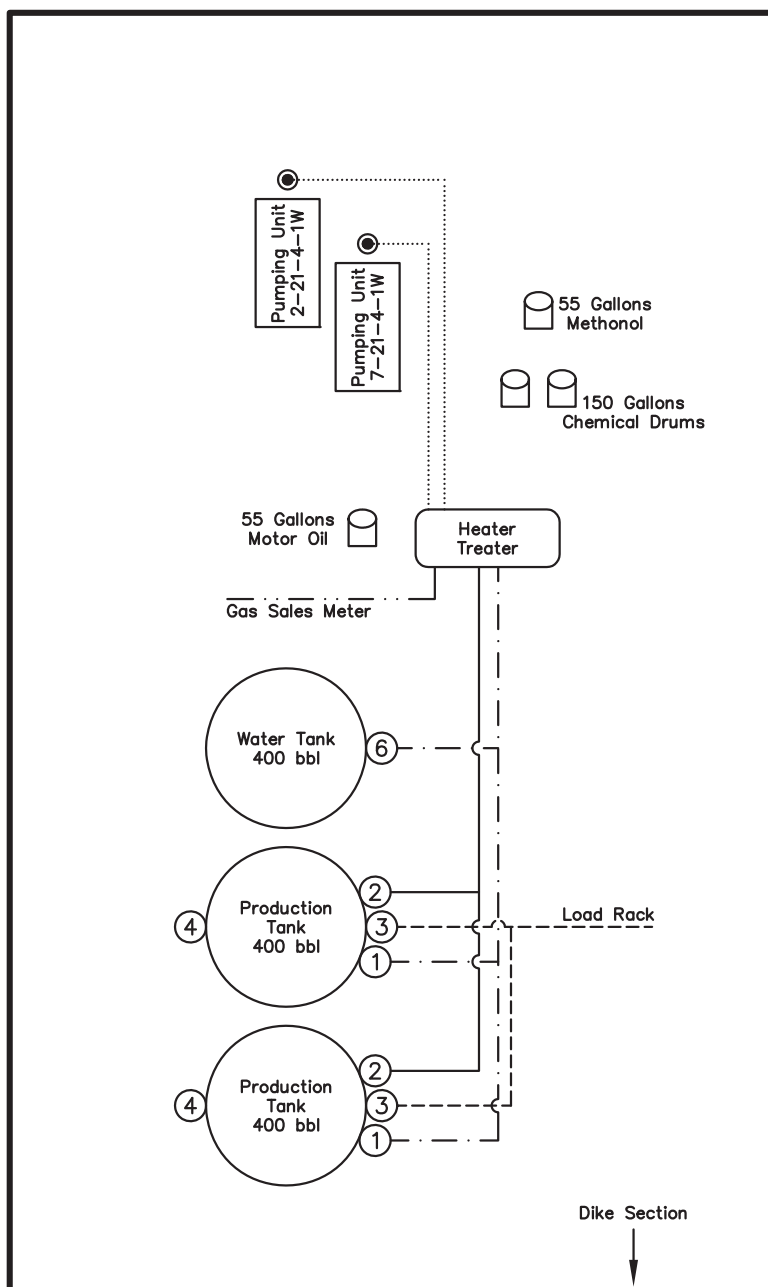 Pumping Unit
2-21-4-1W
Pumping Unit
7-21-4-1W
55 Gallons
Methonol
150 Gallons
Chemical Drums
55 Gallons
Motor Oil
Heater
Treater
Gas Sales Meter
Water Tank
400 bbl
6
2
Production
Tank
400 bbl
4
3
Load Rack
1
2
Production
Tank
400 bbl
4
3
1
Dike Section